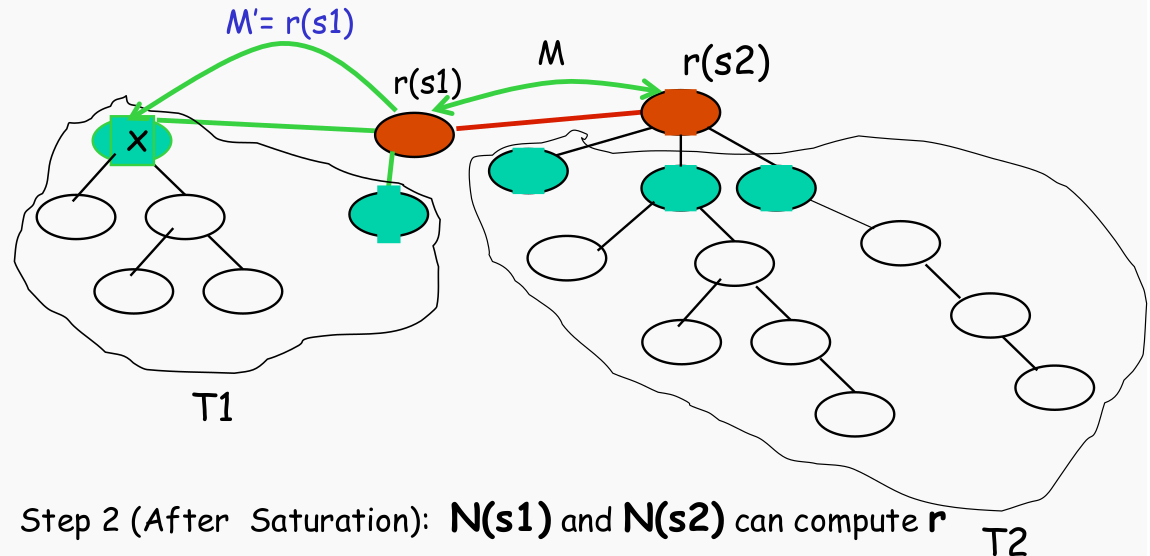 M'= r(s1)
M
r(s1)
r(s2)
X
T1
Step 2 (After Saturation): N(s1) and N(s2) can compute r
T2